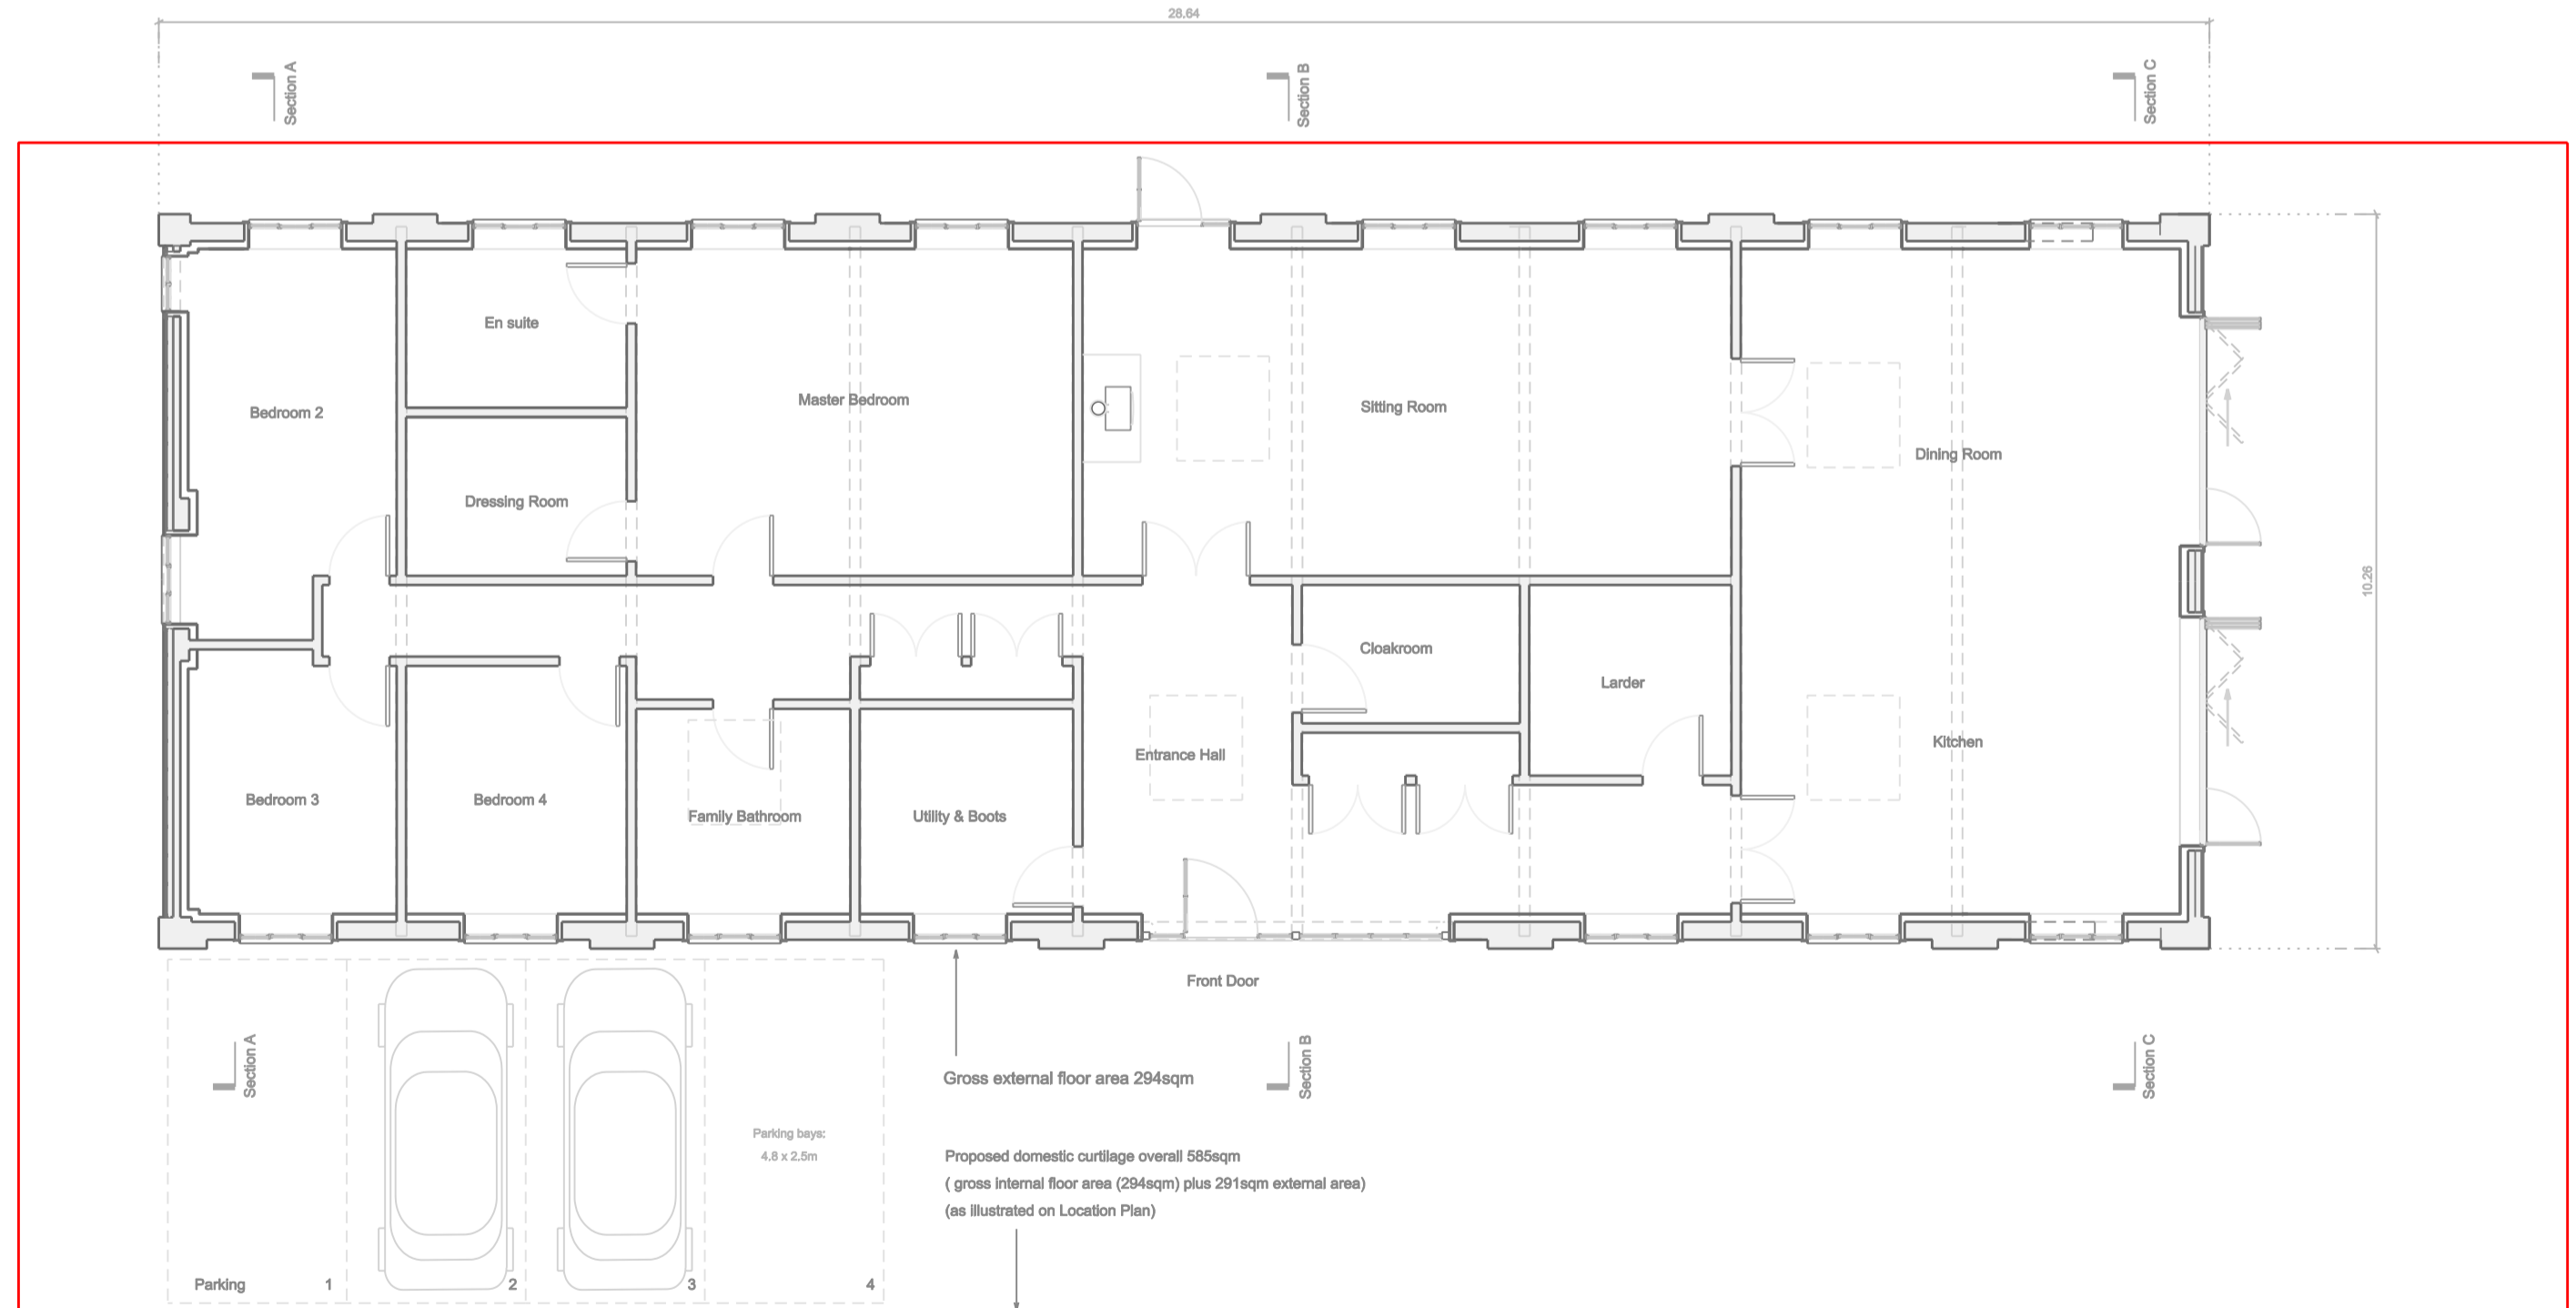 28.64
Section A
Section B
Section C
En suite
Bedroom 2
Master Bedroom
Sitting Room
Dining Room
Dressing Room
10.26
Cloakroom
Larder
Entrance Hall
Kitchen
Bedroom 3
Bedroom 4
Family Bathroom
Utility & Boots
Front Door
Section A
Section B
Section C
Gross external floor area 294sqm
Parking bays:
4.8 x 2.5m
Proposed domestic curtilage overall 585sqm
( gross internal floor area (294sqm) plus 291sqm external area)
(as illustrated on Location Plan)
Parking
1
2
3
4